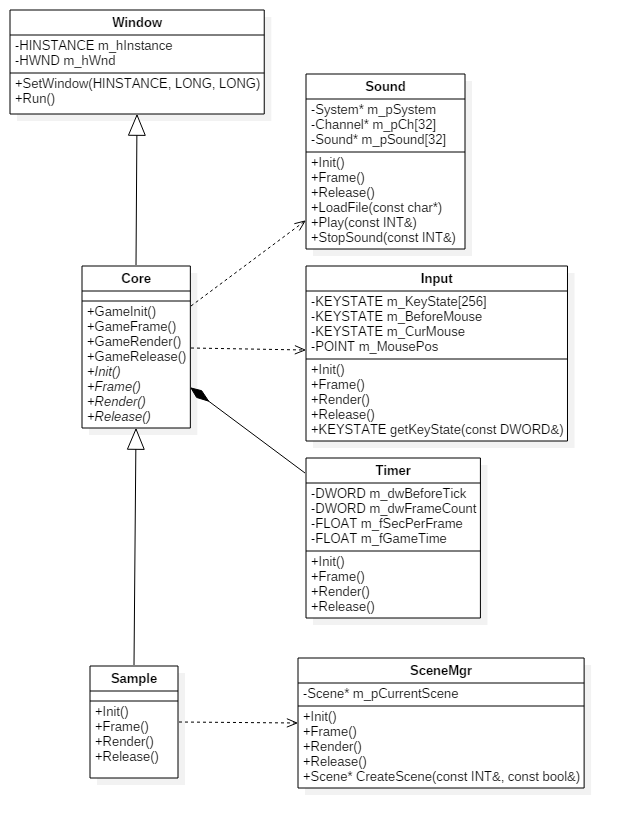 Window
-HINSTANCE m_hInstance
-HWND m_hWnd
+SetWindow(HINSTANCE, LONG, LONG)
+Run()
Sound
-System* m_pSystem
-Channel* m_pCh[32]
-Sound* m_pSound[32]
+Init()
+Frame()
+Release()
+LoadFile(const char*)
+Play(const INT&)
+StopSound(const INT&)
Core
+GameInit()
+GameFrame()
+GameRender()
+GameRelease()
+Init()
+Frame()
+Render()
+Release()
Input
-KEYSTATE m_KeyState[256]
-KEYSTATE m_BeforeMouse
-KEYSTATE m_CurMouse
-POINT m_MousePos
+Init()
+Frame()
+Render()
+Release()
+KEYSTATE getKeyState(const DWORD&)
Timer
-DWORD m_dwBeforeTick
-DWORD m_dwFrameCount
-FLOAT m_fSecPerFrame
-FLOAT m_fGameTime
+Init()
+Frame()
+Render()
+Release()
Sample
+Init()
+Frame()
+Render()
+Release()
SceneMgr
-Scene* m_pCurrentScene
+Init()
+Frame()
+Render()
+Release()
+Scene* CreateScene(const INT&, const bool&)